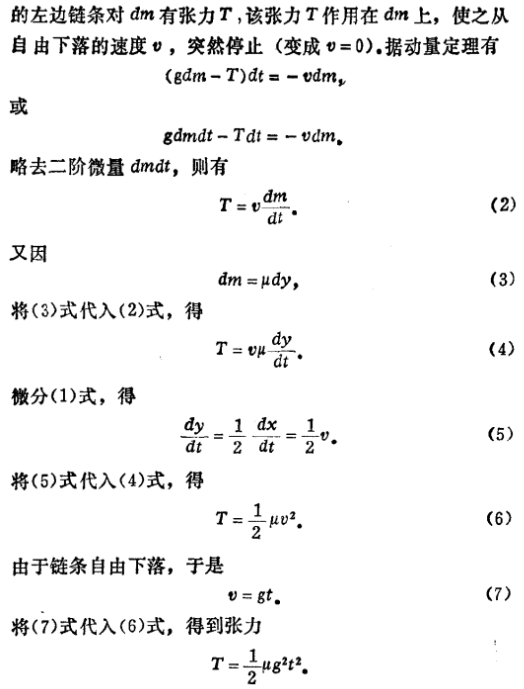 的左边链条对 dm 有张力 T,该张力 T 作用在 dm 上，使之从
自由下落的速度 v，突然停止（变成 v = 0）。据动量定理有
(gdm - T)dt = - vdm,
或
gdmdt - Tdt = - vdm。
略去二阶微量 dmdt，则有
T = v dm/dt。 (2)
又因
dm = μdy, (3)
将(3)式代入(2)式，得
T = vμ dy/dt。 (4)
微分(1)式，得
dy/dt = 1/2 dx/dt = 1/2 v。 (5)
将(5)式代入(4)式，得
T = 1/2 μv²。 (6)
由于链条自由下落，于是
v = gt。 (7)
将(7)式代入(6)式，得到张力
T = 1/2 μg²t²。